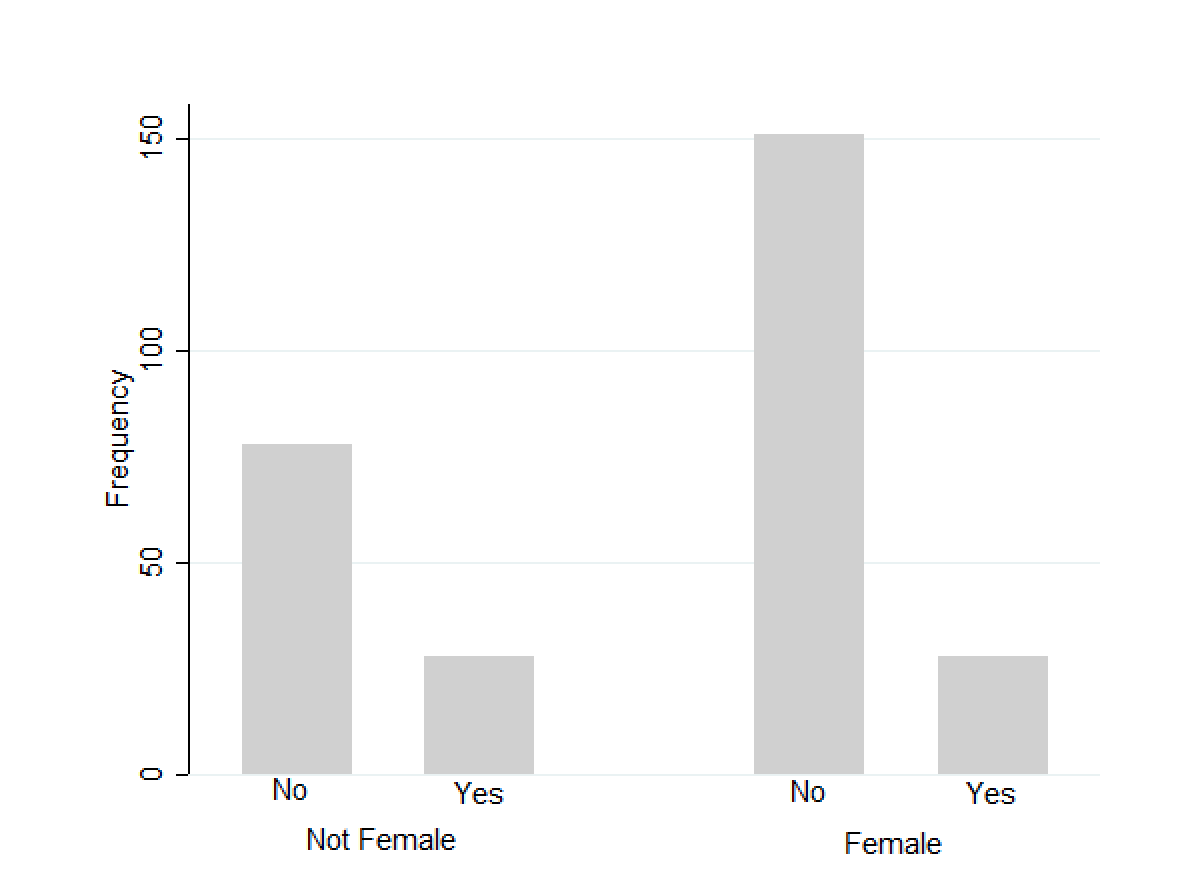 150
100
50
0
Frequency
No
Yes
No
Yes
Not Female
Female